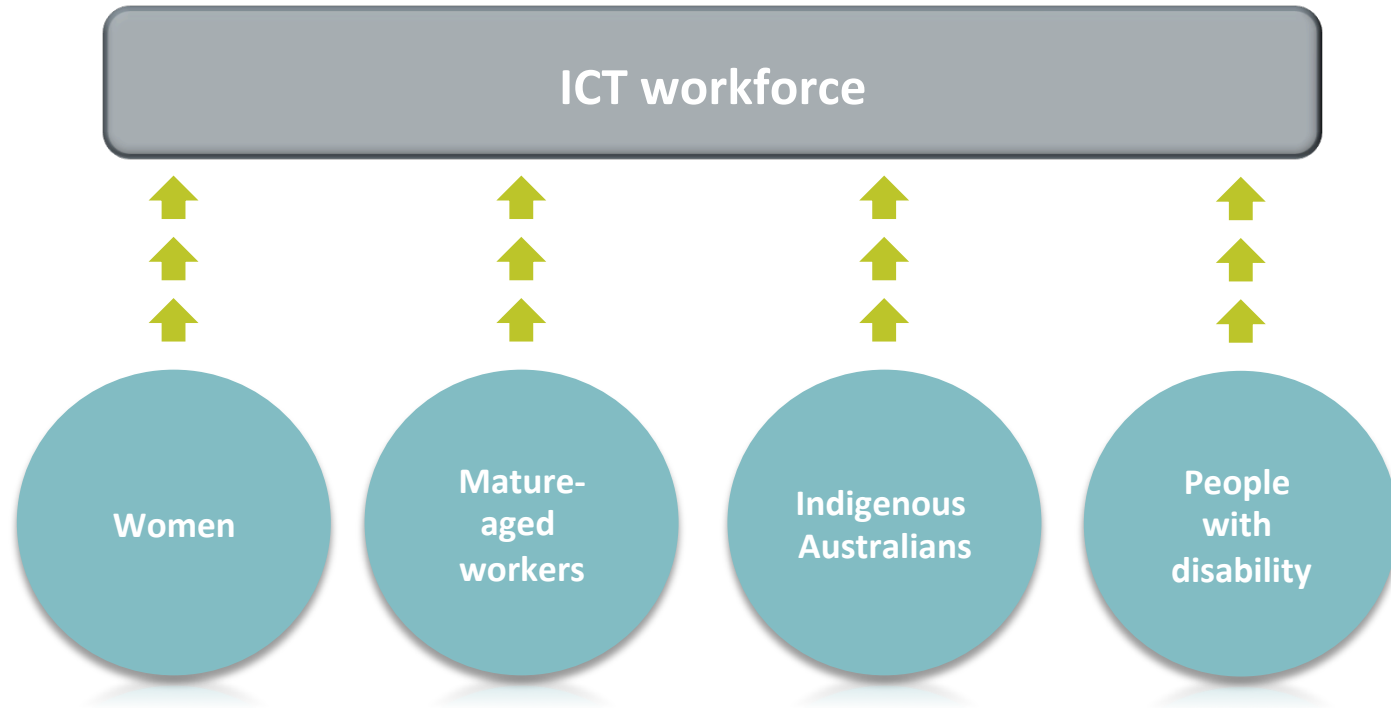 ICT workforce
Women
Mature-
aged
workers
Indigenous
Australians
People
with
disability